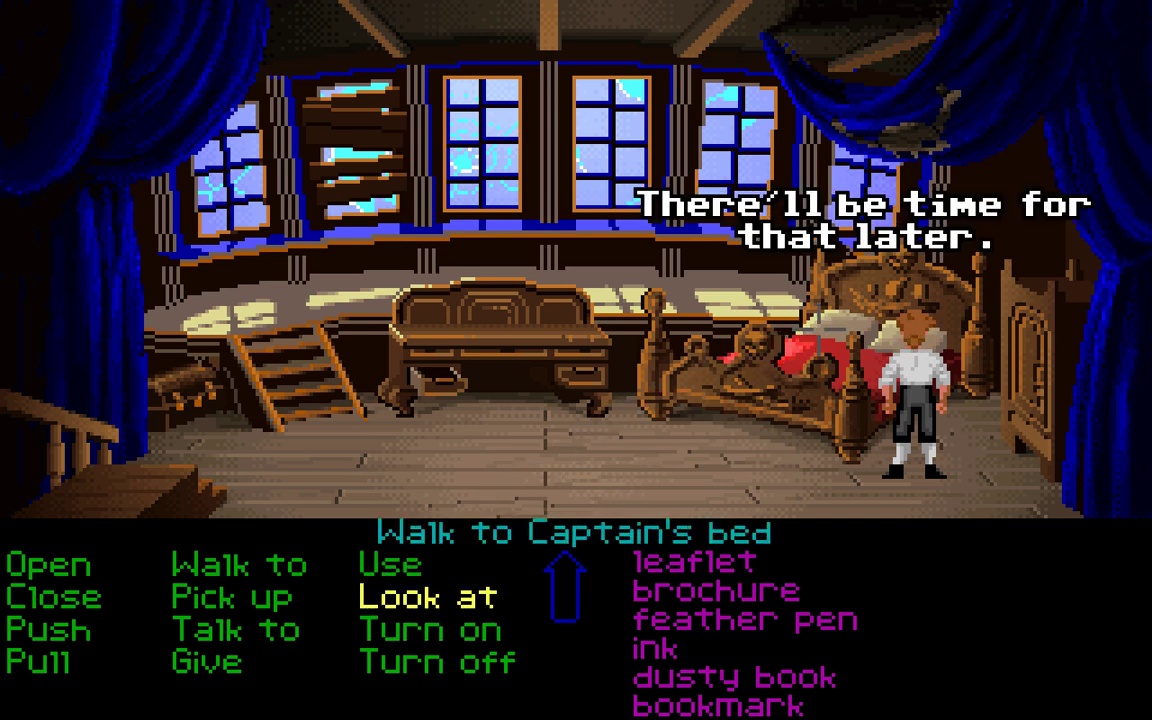 There'll be time for
that later.
Walk to Captain's bed
Open Walk to Use
Close Pick up Look at
Push Talk to Turn on
Pull Give Turn off
leaflet
brochure
feather pen
ink
dusty book
bookmark